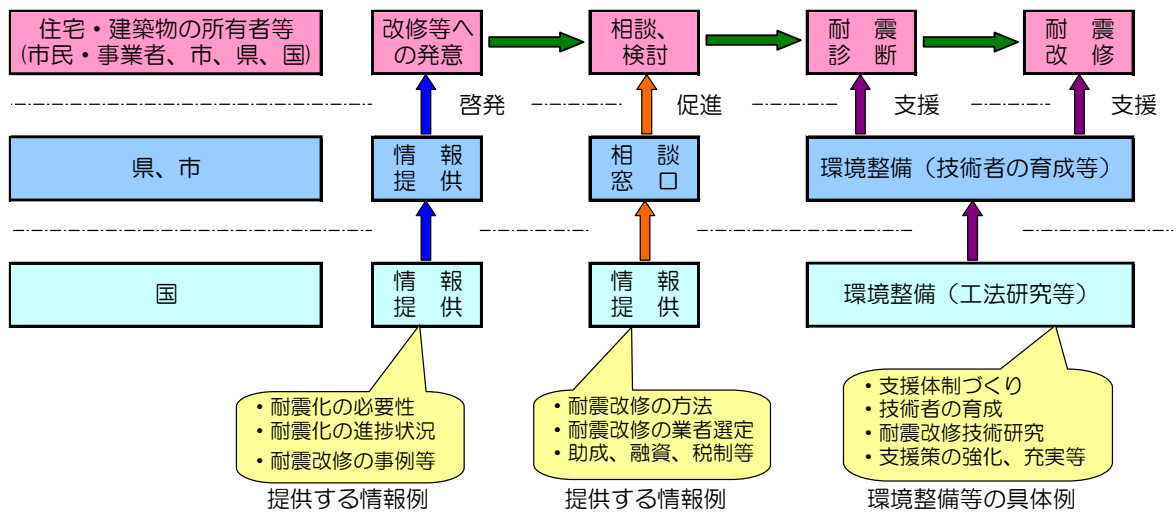 住宅・建築物の所有者等
(市民・事業者、市、県、国)
改修等へ
の発意
相談、
検討
耐　震
診　断
耐　震
改　修
啓発
促進
支援
支援
県、市
情　報
提　供
相　談
窓　口
環境整備（技術者の育成等）
国
情　報
提　供
情　報
提　供
環境整備（工法研究等）
・耐震化の必要性
・耐震化の進捗状況
・耐震改修の事例等
・耐震改修の方法
・耐震改修の業者選定
・助成、融資、税制等
・支援体制づくり
・技術者の育成
・耐震改修技術研究
・支援策の強化、充実等
提供する情報例
提供する情報例
環境整備等の具体例